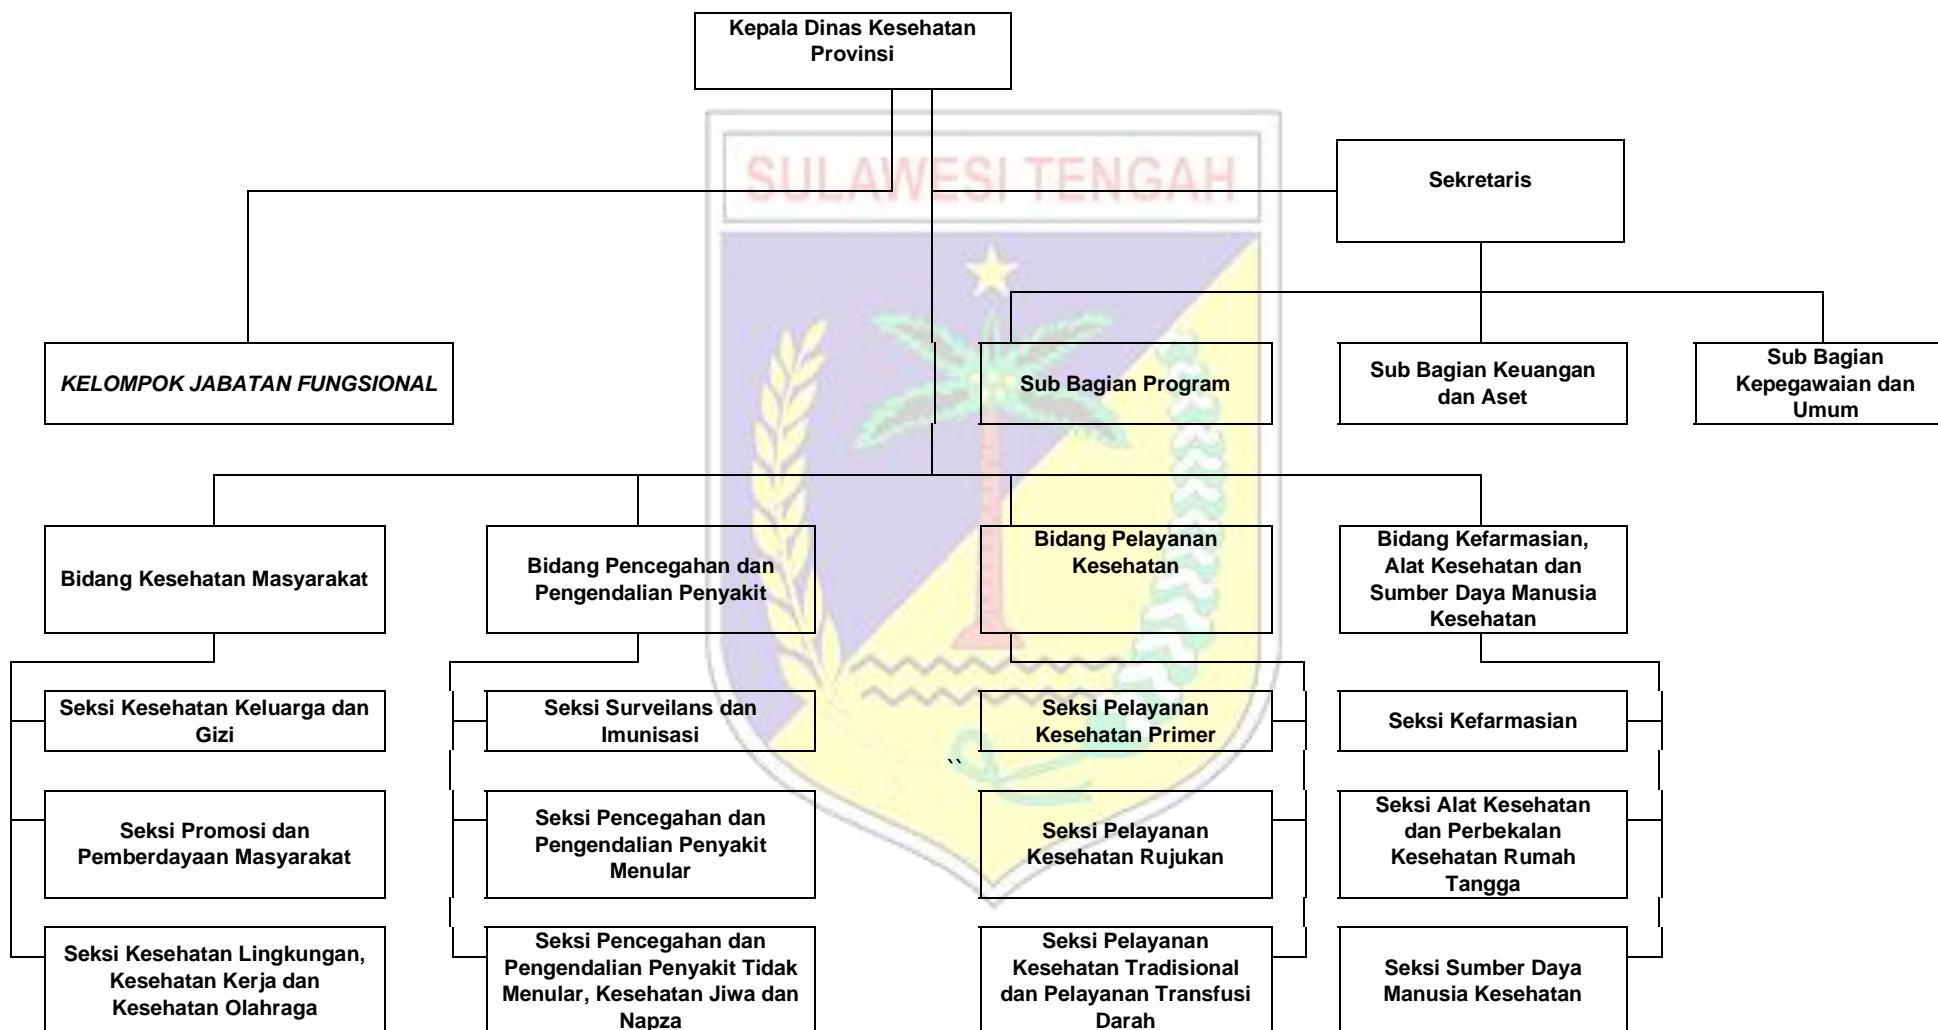 Kepala Dinas Kesehatan
Provinsi
SULAWESI TENGAH
Sekretaris
KELOMPOK JABATAN FUNGSIONAL
Sub Bagian Program
Sub Bagian Keuangan
dan Aset
Sub Bagian
Kepegawaian dan
Umum
Bidang Kesehatan Masyarakat
Bidang Pencegahan dan
Pengendalian Penyakit
Bidang Pelayanan
Kesehatan
Bidang Kefarmasian,
Alat Kesehatan dan
Sumber Daya Manusia
Kesehatan
Seksi Kesehatan Keluarga dan
Gizi
Seksi Surveilans dan
Imunisasi
Seksi Pelayanan
Kesehatan Primer
Seksi Kefarmasian
``
Seksi Promosi dan
Pemberdayaan Masyarakat
Seksi Pencegahan dan
Pengendalian Penyakit
Menular
Seksi Pelayanan
Kesehatan Rujukan
Seksi Alat Kesehatan
dan Perbekalan
Kesehatan Rumah
Tangga
Seksi Kesehatan Lingkungan,
Kesehatan Kerja dan
Kesehatan Olahraga
Seksi Pencegahan dan
Pengendalian Penyakit Tidak
Menular, Kesehatan Jiwa dan
Napza
Seksi Pelayanan
Kesehatan Tradisional
dan Pelayanan Transfusi
Darah
Seksi Sumber Daya
Manusia Kesehatan